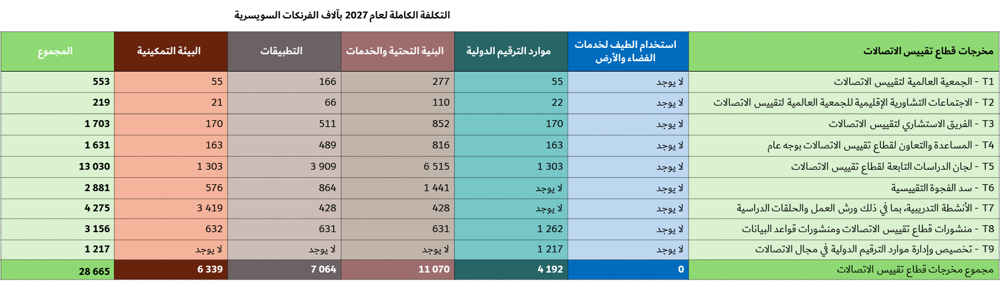 التكلفة الكاملة لعام 2027 بآلاف الفرنكات السويسرية
مخرجات قطاع تقييس الاتصالات استخدام الطيف لخدمات الفضاء والأرض موارد الترقيم الدولية البنية التحتية والخدمات التطبيقات البيئة التمكينية المجموع
T1 - الجمعية العالمية لتقييس الاتصالات لا يوجد 55 277 166 55 553
T2 - الاجتماعات التشاورية الإقليمية للجمعية العالمية لتقييس الاتصالات لا يوجد 22 110 66 21 219
T3 - الفريق الاستشاري لتقييس الاتصالات لا يوجد 170 852 511 170 1 703
T4 - المساعدة والتعاون لقطاع تقييس الاتصالات بوجه عام لا يوجد 163 816 489 163 1 631
T5 - لجان الدراسات التابعة لقطاع تقييس الاتصالات لا يوجد 1 303 6 515 3 909 1 303 13 030
T6 - سد الفجوة التقييسية لا يوجد لا يوجد 1 441 864 576 2 881
T7 - الأنشطة التدريبية، بما في ذلك ورش العمل والحلقات الدراسية لا يوجد لا يوجد 428 428 3 419 4 275
T8 - منشورات قطاع تقييس الاتصالات ومنشورات قواعد البيانات لا يوجد 1 262 631 631 632 3 156
T9 - تخصيص وإدارة موارد الترقيم الدولية في مجال الاتصالات لا يوجد 1 217 لا يوجد لا يوجد لا يوجد 1 217
مجموع مخرجات قطاع تقييس الاتصالات 0 4 192 11 070 7 064 6 339 28 665